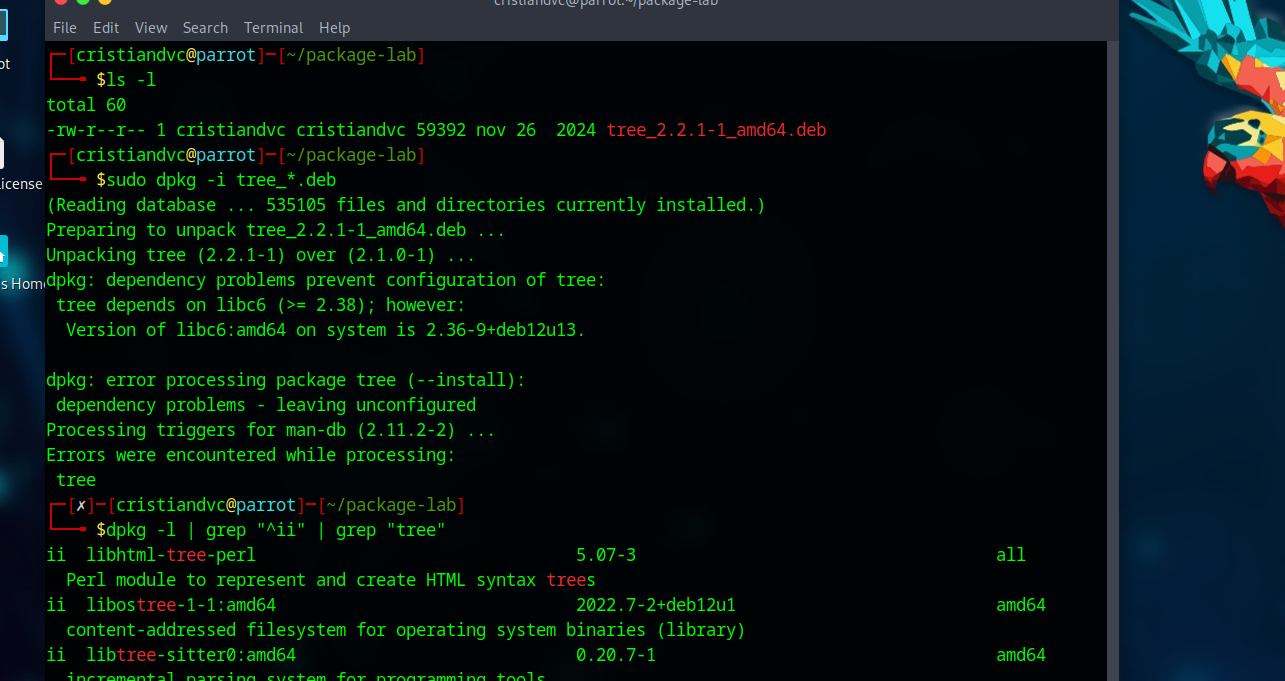 cristiandvc@parrot:~/package-lab
File Edit View Search Terminal Help
ot
icense
s Home
┌─[cristiandvc@parrot]─[~/package-lab]
└──╼ $ls -l
total 60
-rw-r--r-- 1 cristiandvc cristiandvc 59392 nov 26  2024 tree_2.2.1-1_amd64.deb
┌─[cristiandvc@parrot]─[~/package-lab]
└──╼ $sudo dpkg -i tree_*.deb
(Reading database ... 535105 files and directories currently installed.)
Preparing to unpack tree_2.2.1-1_amd64.deb ...
Unpacking tree (2.2.1-1) over (2.1.0-1) ...
dpkg: dependency problems prevent configuration of tree:
 tree depends on libc6 (>= 2.38); however:
  Version of libc6:amd64 on system is 2.36-9+deb12u13.
dpkg: error processing package tree (--install):
 dependency problems - leaving unconfigured
Processing triggers for man-db (2.11.2-2) ...
Errors were encountered while processing:
 tree
┌─[✗]─[cristiandvc@parrot]─[~/package-lab]
└──╼ $dpkg -l | grep "^ii" | grep "tree"
ii  libhtml-tree-perl 5.07-3 all
  Perl module to represent and create HTML syntax trees
ii  libostree-1-1:amd64 2022.7-2+deb12u1 amd64
  content-addressed filesystem for operating system binaries (library)
ii  libtree-sitter0:amd64 0.20.7-1 amd64
  incremental parsing system for programming tools